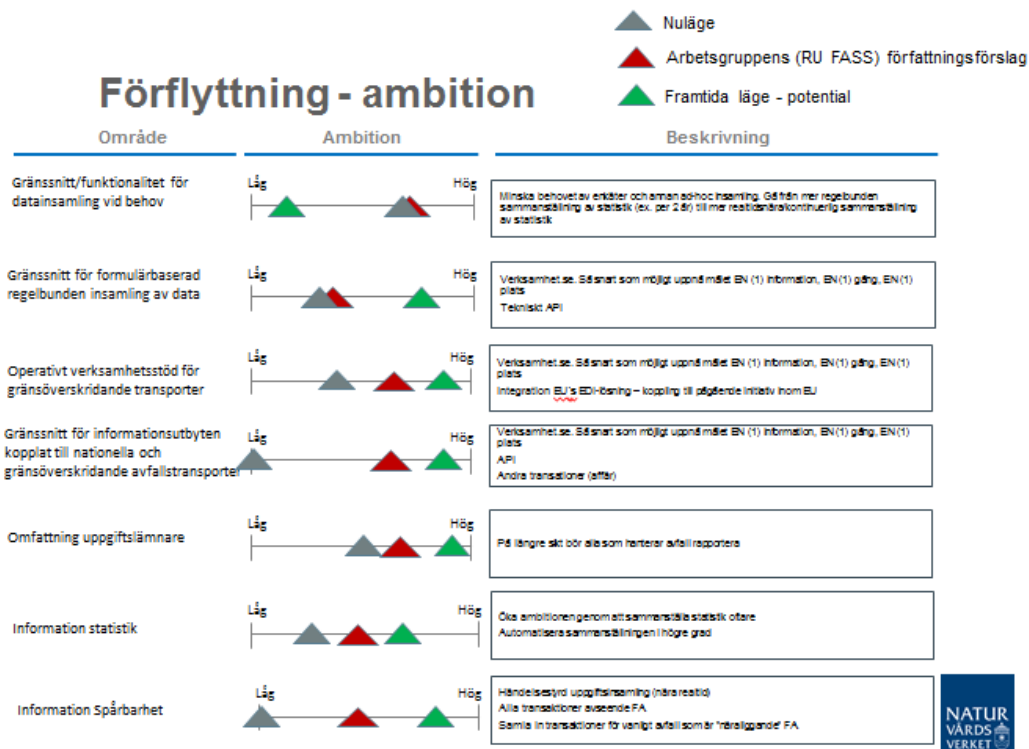 Nuläge
Arbetsgruppens (RU FASS) författningsförslag
Framtida läge - potential
Förflyttning - ambition
Område
Ambition
Beskrivning
Gränssnitt/funktionalitet för
datainsamling vid behov
Låg
Hög
Minska behovet av enkäter och annan ad-hoc insamling. Gå från mer regelbunden
sammanställning av statistik (ex. per 2 år) till mer realtidsnära/kontinuerlig sammanställning
av statistik
Gränssnitt för formulärbaserad
regelbunden insamling av data
Låg
Hög
Verksamhet.se. Så snart som möjligt uppnå målet EN (1) information, EN (1) gång, EN (1)
plats
Tekniskt API
Operativt verksamhetsstöd för
gränsöverskridande transporter
Låg
Hög
Verksamhet.se. Så snart som möjligt uppnå målet EN (1) information, EN (1) gång, EN (1)
plats
Integration EU's EDI-lösning – koppling till pågående initiativ inom EU
Gränssnitt för informationsutbyten
kopplat till nationella och
gränsöverskridande avfallstransporter
Låg
Hög
Verksamhet.se. Så snart som möjligt uppnå målet EN (1) information, EN (1) gång, EN (1)
plats
API
Andra transationer (affär)
Omfattning uppgiftslämnare
Låg
Hög
På längre sikt bör alla som hanterar avfall rapportera
Information statistik
Låg
Hög
Öka ambitionen genom att sammanställa statistik oftare
Automatisera sammanställningen i högre grad
Information Spårbarhet
Låg
Hög
Händelsestyrd uppgiftsinsamling (nära realtid)
Alla transaktioner avseende FA
Samla in transaktioner för vanligt avfall som är "näraliggande" FA
NATUR
VÅRDS
VERKET